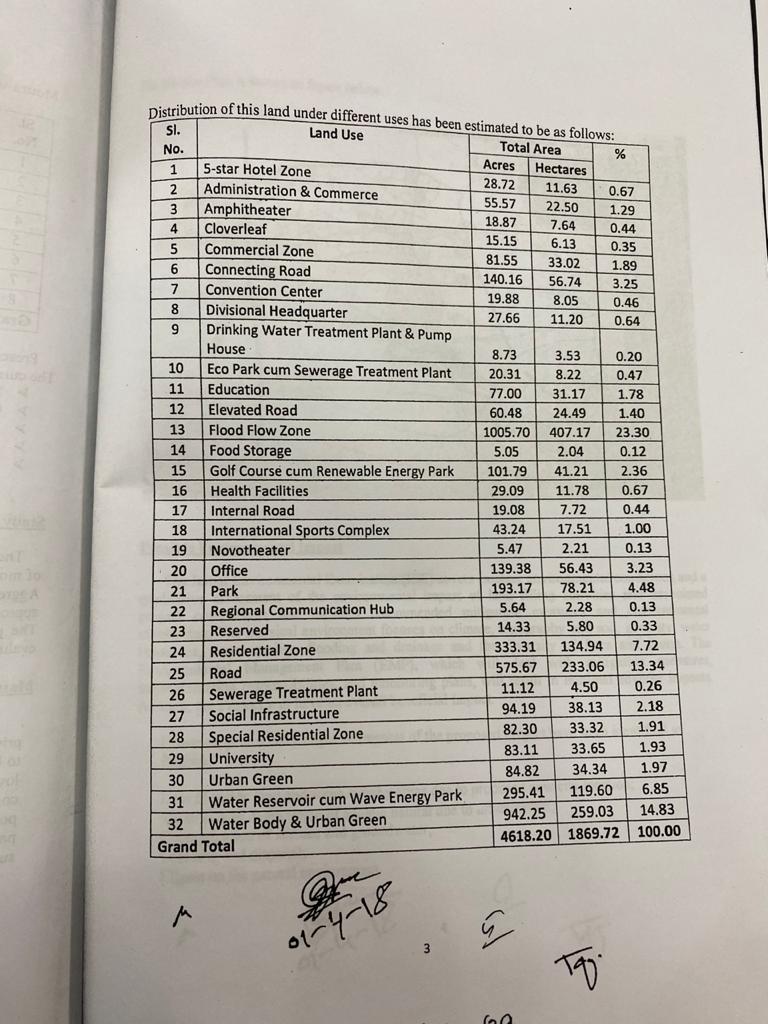 Distribution of this land under different uses has been estimated to be as follows:
Sl. No. Land Use Total Area %
Acres Hectares
1 5-star Hotel Zone 28.72 11.63 0.67
2 Administration & Commerce 55.57 22.50 1.29
3 Amphitheater 18.87 7.64 0.44
4 Cloverleaf 15.15 6.13 0.35
5 Commercial Zone 81.55 33.02 1.89
6 Connecting Road 140.16 56.74 3.25
7 Convention Center 19.88 8.05 0.46
8 Divisional Headquarter 27.66 11.20 0.64
9 Drinking Water Treatment Plant & Pump
House 8.73 3.53 0.20
10 Eco Park cum Sewerage Treatment Plant 20.31 8.22 0.47
11 Education 77.00 31.17 1.78
12 Elevated Road 60.48 24.49 1.40
13 Flood Flow Zone 1005.70 407.17 23.30
14 Food Storage 5.05 2.04 0.12
15 Golf Course cum Renewable Energy Park 101.79 41.21 2.36
16 Health Facilities 29.09 11.78 0.67
17 Internal Road 19.08 7.72 0.44
18 International Sports Complex 43.24 17.51 1.00
19 Novotheater 5.47 2.21 0.13
20 Office 139.38 56.43 3.23
21 Park 193.17 78.21 4.48
22 Regional Communication Hub 5.64 2.28 0.13
23 Reserved 14.33 5.80 0.33
24 Residential Zone 333.31 134.94 7.72
25 Road 575.67 233.06 13.34
26 Sewerage Treatment Plant 11.12 4.50 0.26
27 Social Infrastructure 94.19 38.13 2.18
28 Special Residential Zone 82.30 33.32 1.91
29 University 83.11 33.65 1.93
30 Urban Green 84.82 34.34 1.97
31 Water Reservoir cum Wave Energy Park 295.41 119.60 6.85
32 Water Body & Urban Green 942.25 259.03 14.83
Grand Total 4618.20 1869.72 100.00
01-4-18
3